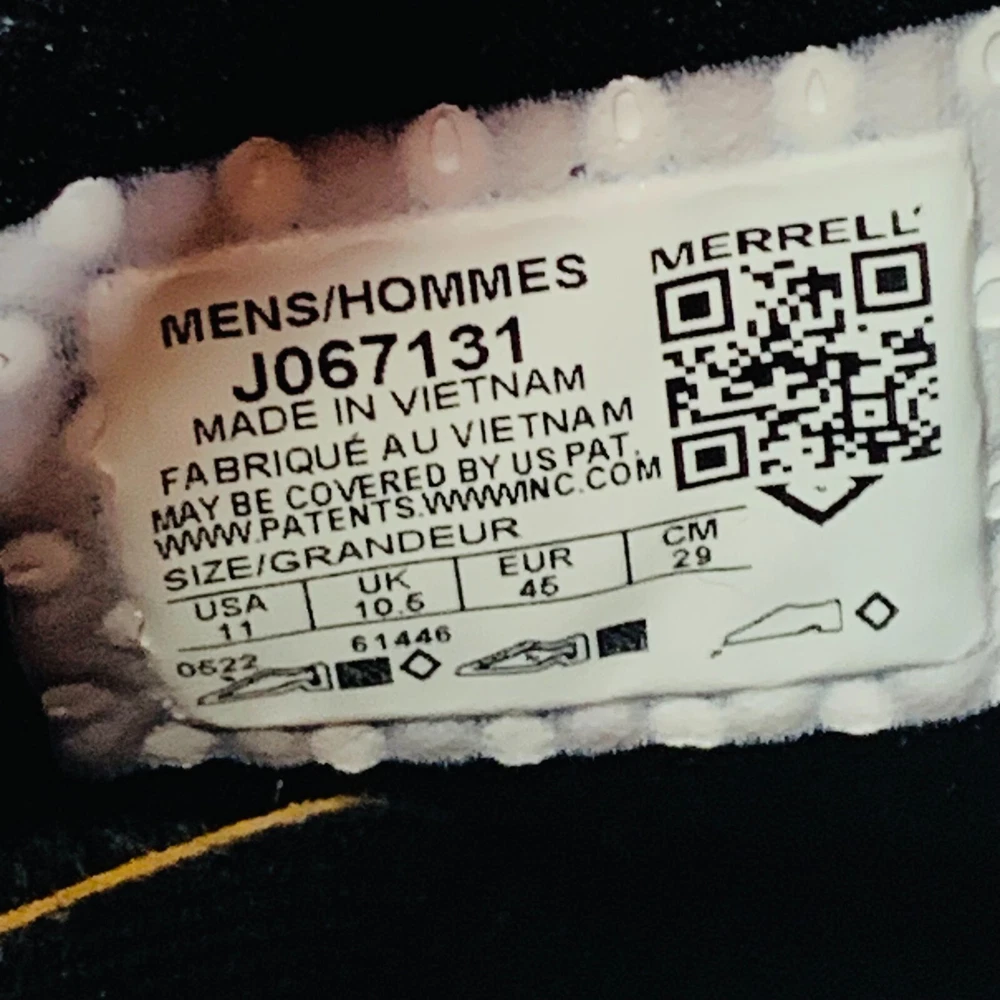 MERRELL
MENS/HOMMES
J067131
MADE IN VIETNAM
FABRIQUÉ AU VIETNAM
MAY BE COVERED BY US PAT.
WWW.PATENTS.WWWINC.COM
SIZE/GRANDEUR
USA UK EUR CM
11 10.5 45 29
0522 61446